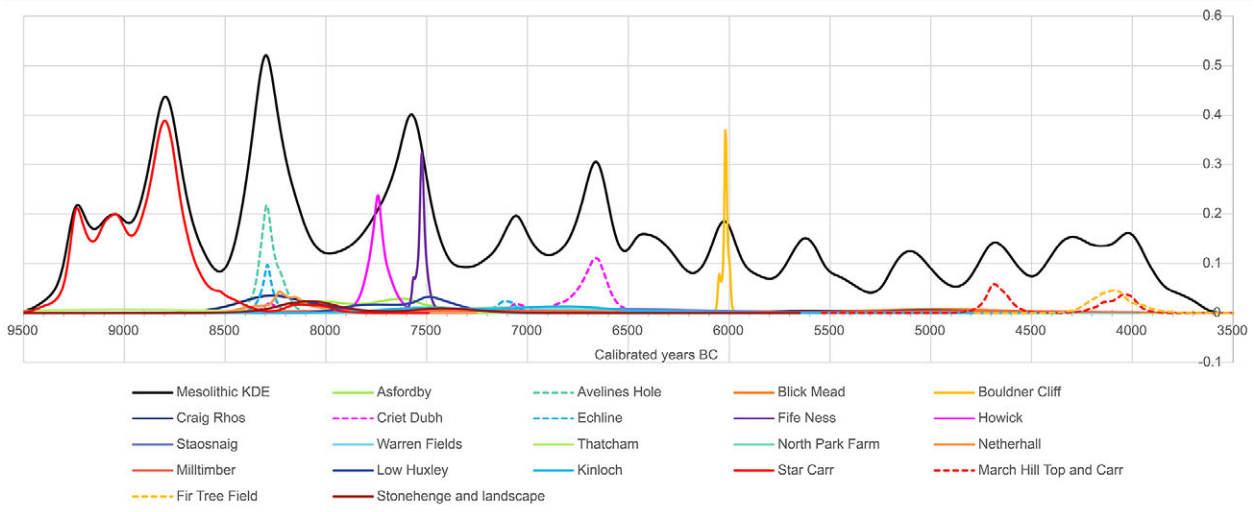 0.6
0.5
0.4
0.3
0.2
0.1
0
9500 9000 8500 8000 7500 7000 6500 6000 5500 5000 4500 4000 3500
Calibrated years BC
-0.1
Mesolithic KDE Asfordby Avelines Hole Blick Mead Bouldner Cliff
Craig Rhos Criet Dubh Echline Fife Ness Howick
Staosnaig Warren Fields Thatcham North Park Farm Netherhall
Milltimber Low Huxley Kinloch Star Carr March Hill Top and Carr
Fir Tree Field Stonehenge and landscape